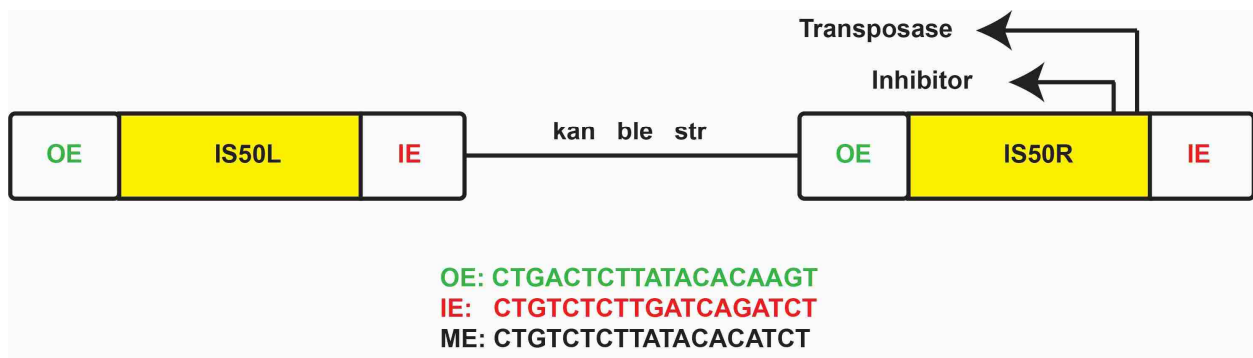 Transposase
Inhibitor
OE IS50L IE kan ble str OE IS50R IE
OE: CTGACTCTTATACACAAGT
IE: CTGTCTCTTGATCAGATCT
ME: CTGTCTCTTATACACATCT